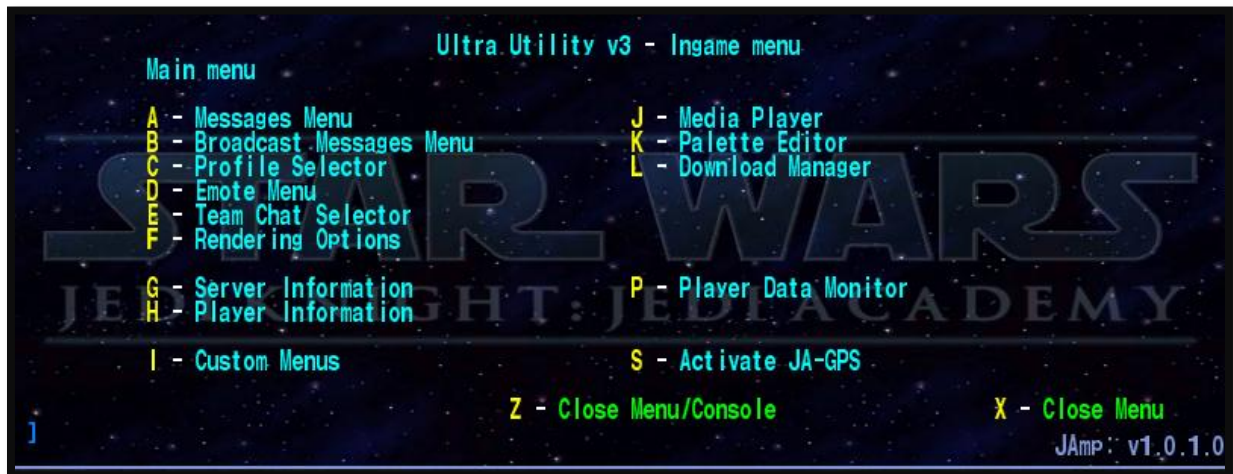 Ultra Utility v3 - Ingame menu
Main menu
A - Messages Menu
J - Media Player
B - Broadcast Messages Menu
K - Palette Editor
C - Profile Selector
L - Download Manager
D - Emote Menu
E - Team Chat Selector
F - Rendering Options
STAR WARS
G - Server Information
P - Player Data Monitor
H - Player Information
JEDI KNIGHT: JEDI ACADEMY
I - Custom Menus
S - Activate JA-GPS
Z - Close Menu/Console
X - Close Menu
]
JAmp: v1.0.1.0